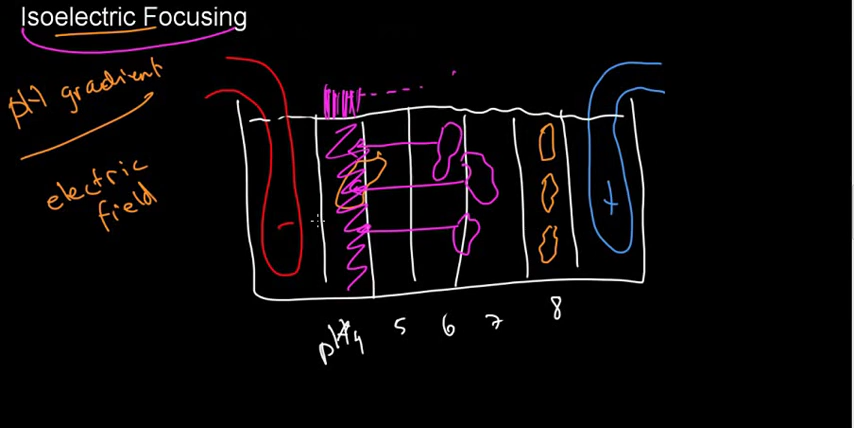 Isoelectric Focusing
pH gradient
electric
field
-
+
pH 4 5 6 7 8